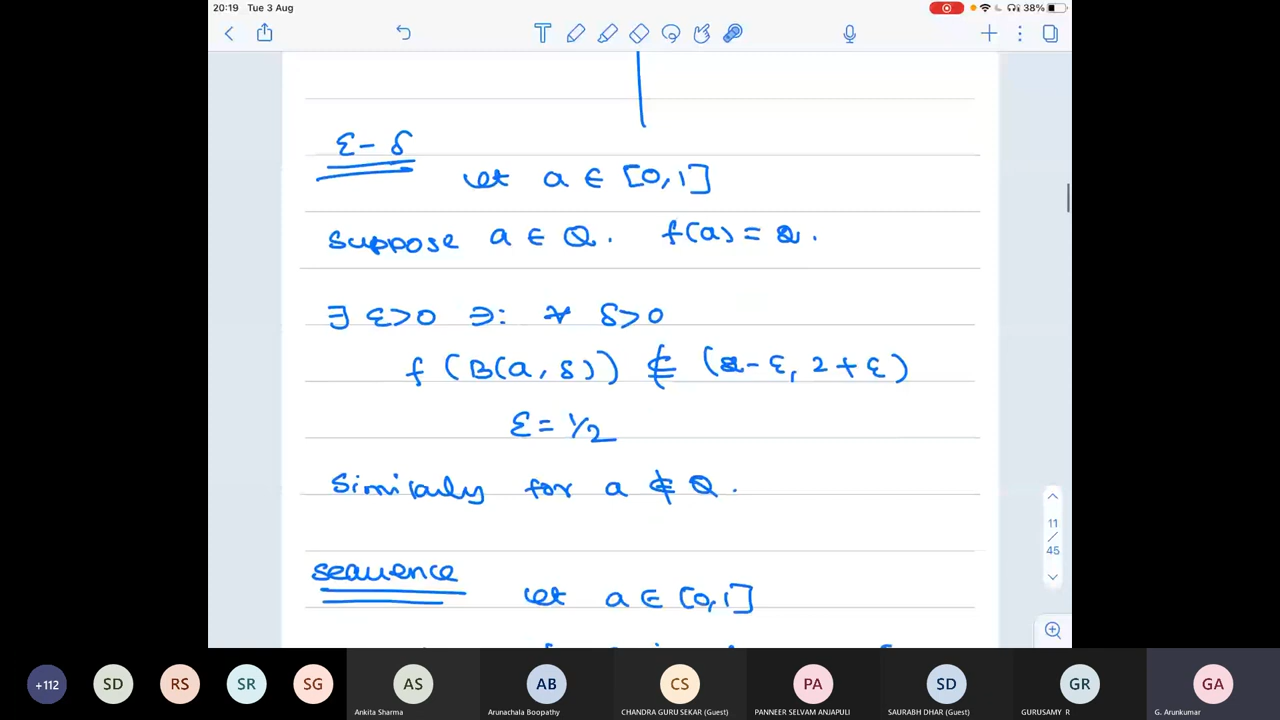 20:19 Tue 3 Aug
38%
ε - δ
Let a ∈ [0,1]
Suppose a ∈ Q. f(a) = 2.
∃ ε>0 ∋: ∀ δ>0
f(B(a,δ)) ⊄ (2-ε, 2+ε)
ε = 1/2
Similarly for a ∉ Q.
sequence
Let a ∈ [0,1]
11
/
45
+112
SD
RS
SR
SG
AS
AB
CS
PA
SD
GR
GA
Ankita Sharma
Arunachala Boopathy
CHANDRA GURU SEKAR (Guest)
PANNEER SELVAM ANJAPULI
SAURABH DHAR (Guest)
GURUSAMY R
G. Arunkumar